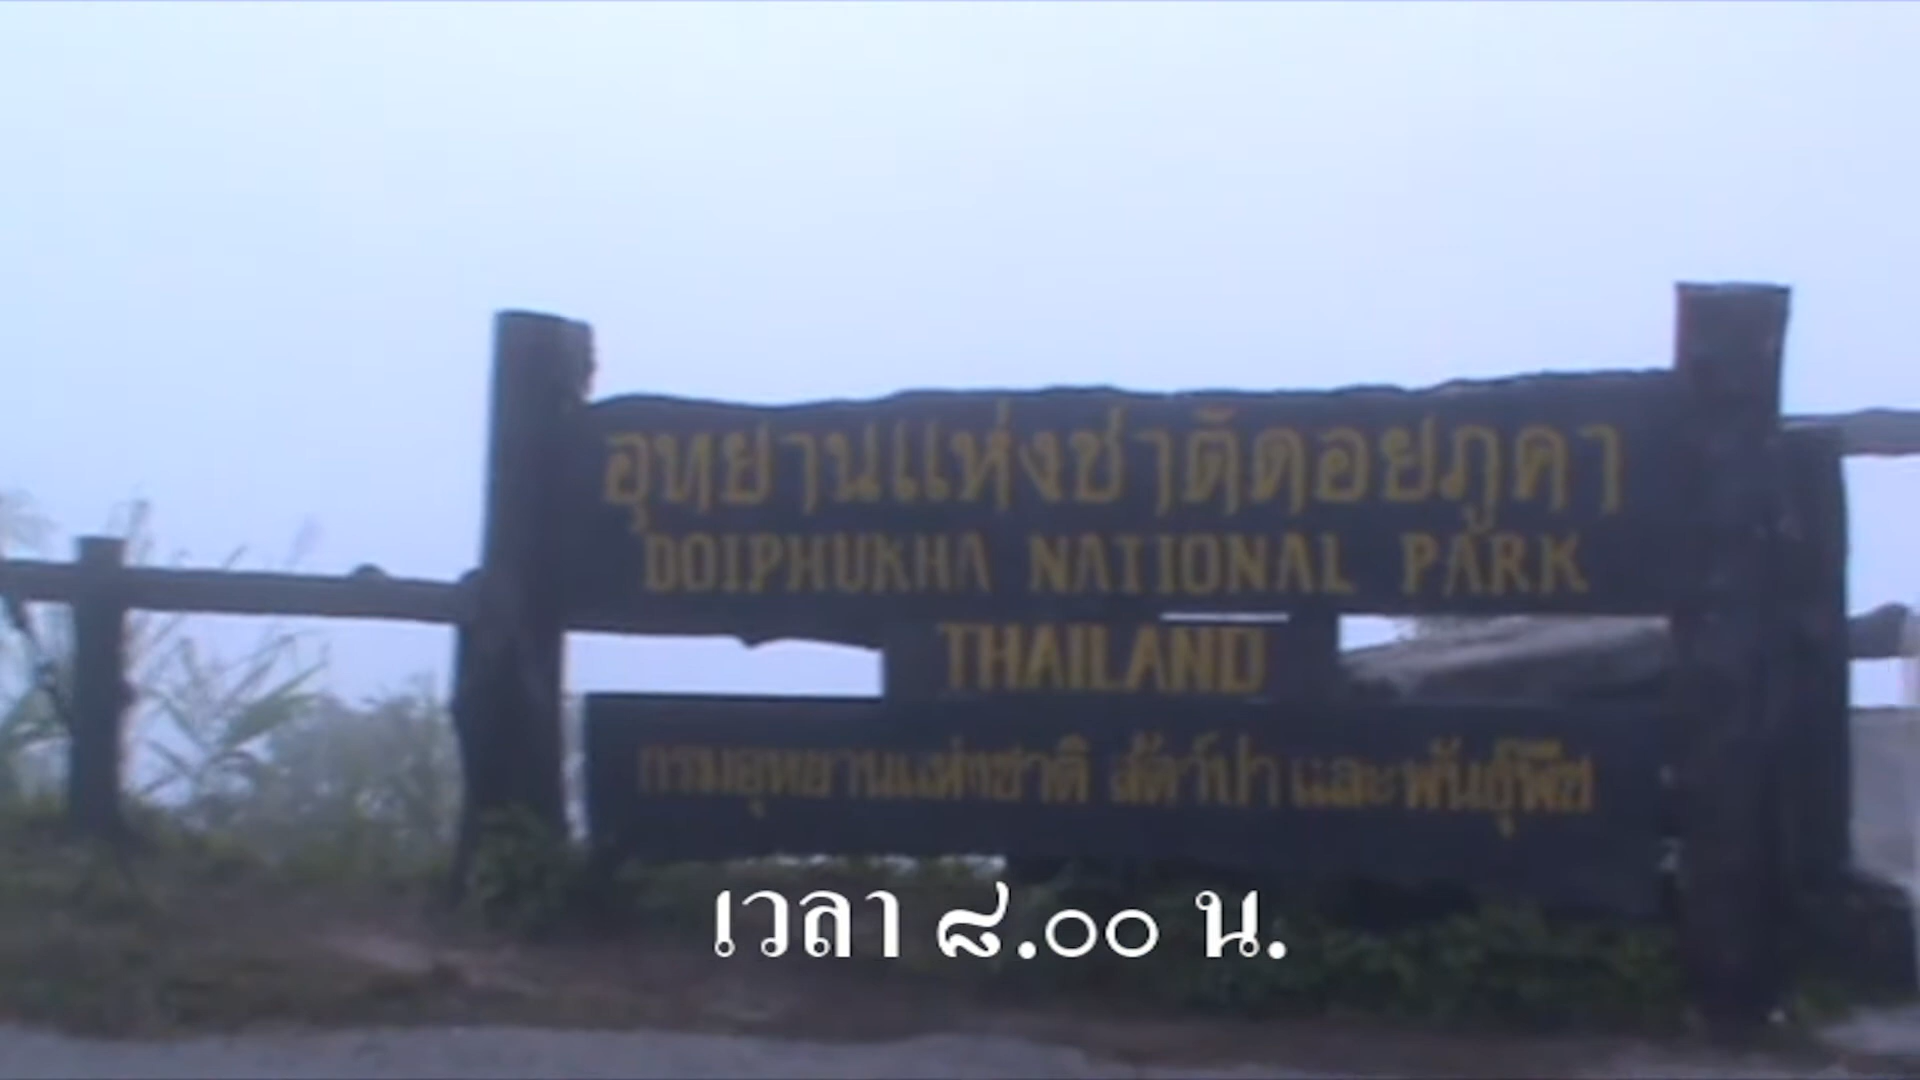 อุทยานแห่งชาติดอยภูคา
DOIPHUKHA NATIONAL PARK
THAILAND
กรมอุทยานแห่งชาติ สัตว์ป่า และพันธุ์พืช
เวลา ๘.๐๐ น.